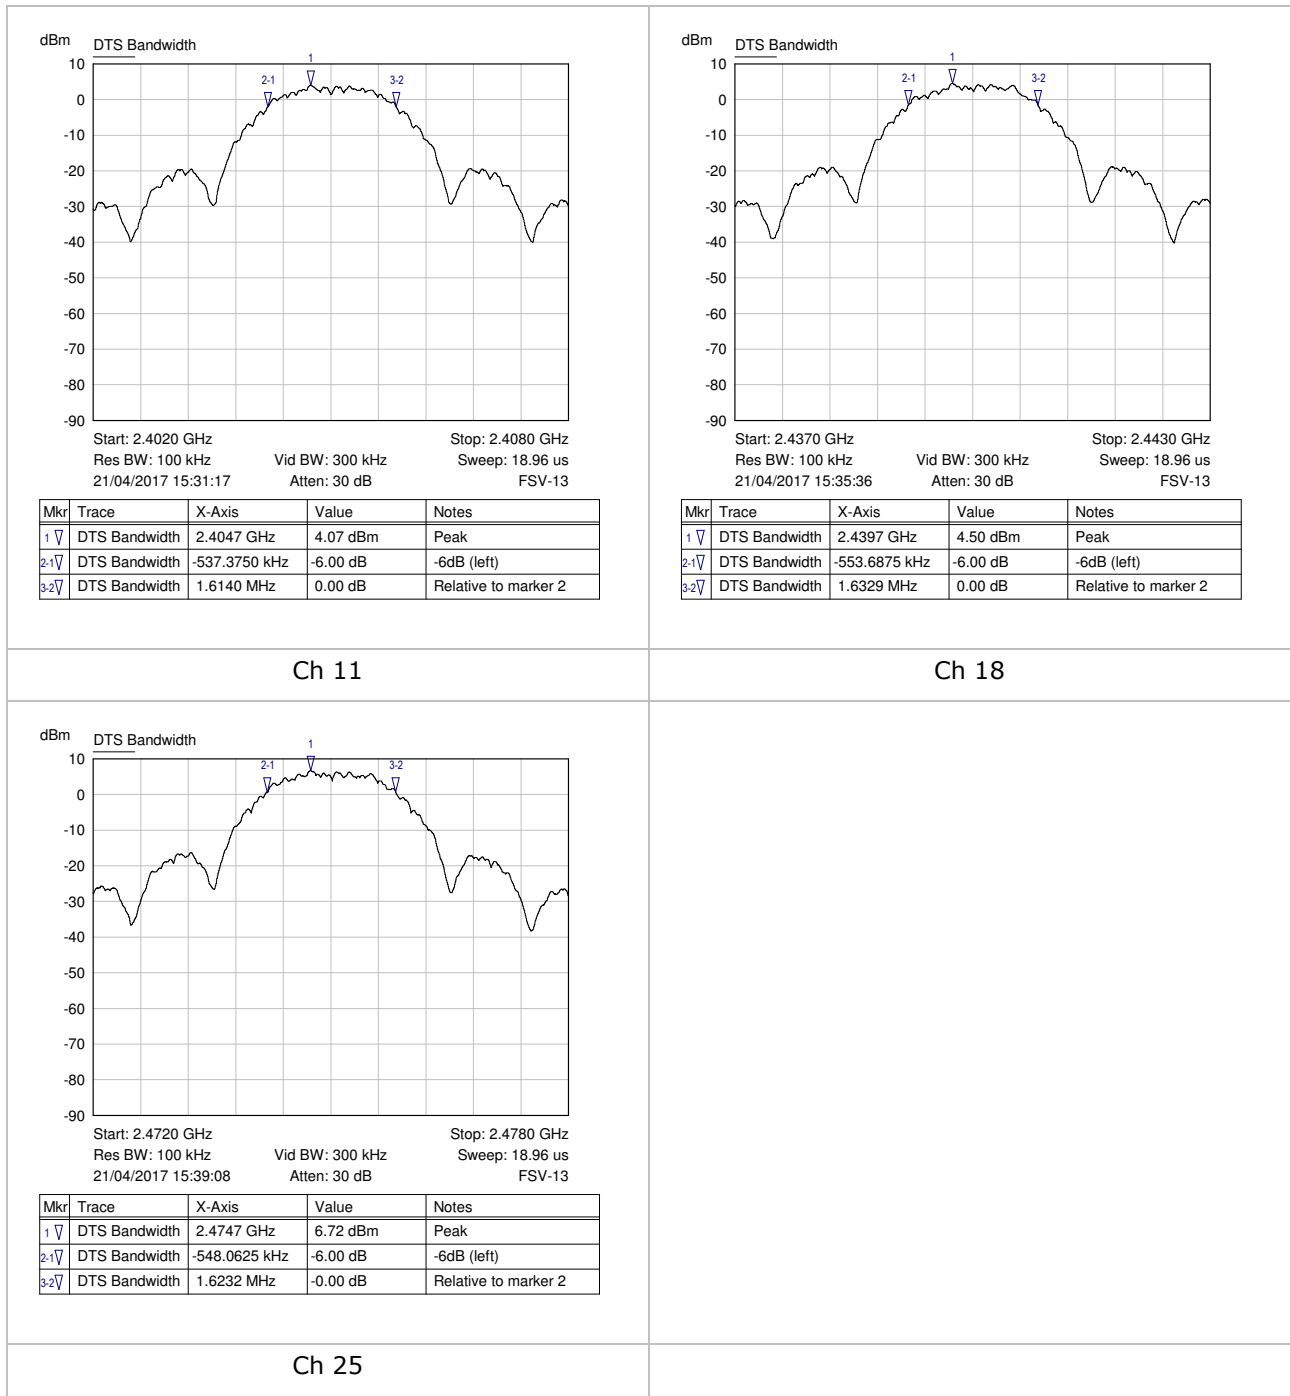 dBm
DTS Bandwidth
1
2-1
3-2
10
0
-10
-20
-30
-40
-50
-60
-70
-80
-90
Start: 2.4020 GHz Stop: 2.4080 GHz
Res BW: 100 kHz Vid BW: 300 kHz Sweep: 18.96 us
21/04/2017 15:31:17 Atten: 30 dB FSV-13
Mkr Trace X-Axis Value Notes
1 DTS Bandwidth 2.4047 GHz 4.07 dBm Peak
2-1 DTS Bandwidth -537.3750 kHz -6.00 dB -6dB (left)
3-2 DTS Bandwidth 1.6140 MHz 0.00 dB Relative to marker 2
Ch 11
dBm
DTS Bandwidth
1
2-1
3-2
10
0
-10
-20
-30
-40
-50
-60
-70
-80
-90
Start: 2.4370 GHz Stop: 2.4430 GHz
Res BW: 100 kHz Vid BW: 300 kHz Sweep: 18.96 us
21/04/2017 15:35:36 Atten: 30 dB FSV-13
Mkr Trace X-Axis Value Notes
1 DTS Bandwidth 2.4397 GHz 4.50 dBm Peak
2-1 DTS Bandwidth -553.6875 kHz -6.00 dB -6dB (left)
3-2 DTS Bandwidth 1.6329 MHz 0.00 dB Relative to marker 2
Ch 18
dBm
DTS Bandwidth
1
2-1
3-2
10
0
-10
-20
-30
-40
-50
-60
-70
-80
-90
Start: 2.4720 GHz Stop: 2.4780 GHz
Res BW: 100 kHz Vid BW: 300 kHz Sweep: 18.96 us
21/04/2017 15:39:08 Atten: 30 dB FSV-13
Mkr Trace X-Axis Value Notes
1 DTS Bandwidth 2.4747 GHz 6.72 dBm Peak
2-1 DTS Bandwidth -548.0625 kHz -6.00 dB -6dB (left)
3-2 DTS Bandwidth 1.6232 MHz -0.00 dB Relative to marker 2
Ch 25